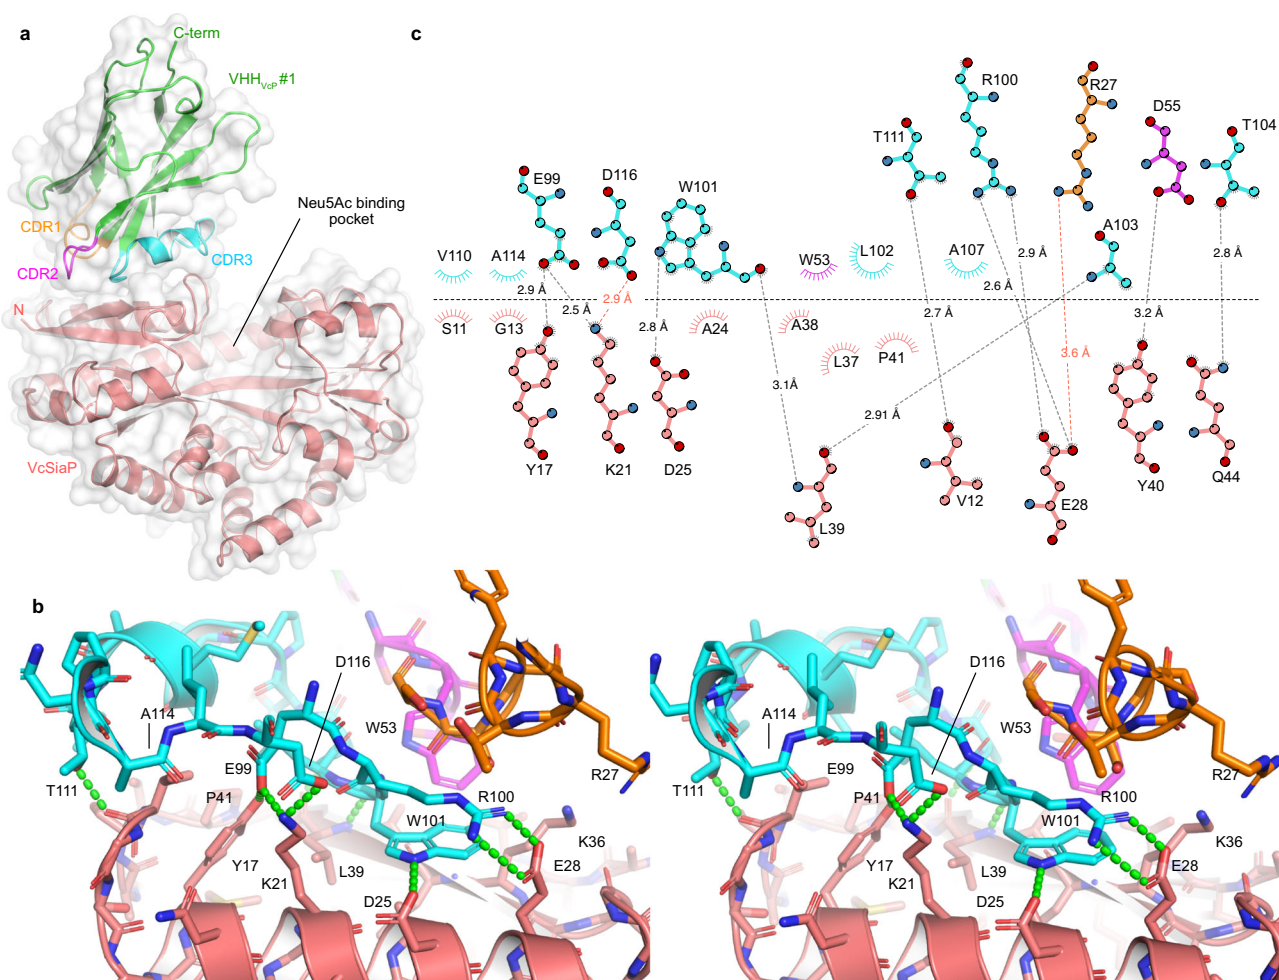 a
C-term
VHHVcP#1
CDR1
CDR2
CDR3
Neu5Ac binding
pocket
N
VcSiaP
c
R100
R27
D55
T111
T104
E99
D116
W101
A103
V110
A114
W53
L102
A107
2.9 Å
2.5 Å
2.9 Å
2.8 Å
2.9 Å
2.6 Å
2.8 Å
2.7 Å
3.2 Å
S11
G13
A24
A38
L37
P41
3.6 Å
3.1Å
2.91 Å
Y17
K21
D25
L39
V12
E28
Y40
Q44
b
D116
A114
W53
E99
T111
P41
R27
R100
W101
K36
Y17
K21
L39
E28
D25
D116
A114
W53
E99
T111
P41
R27
R100
W101
K36
Y17
K21
L39
E28
D25